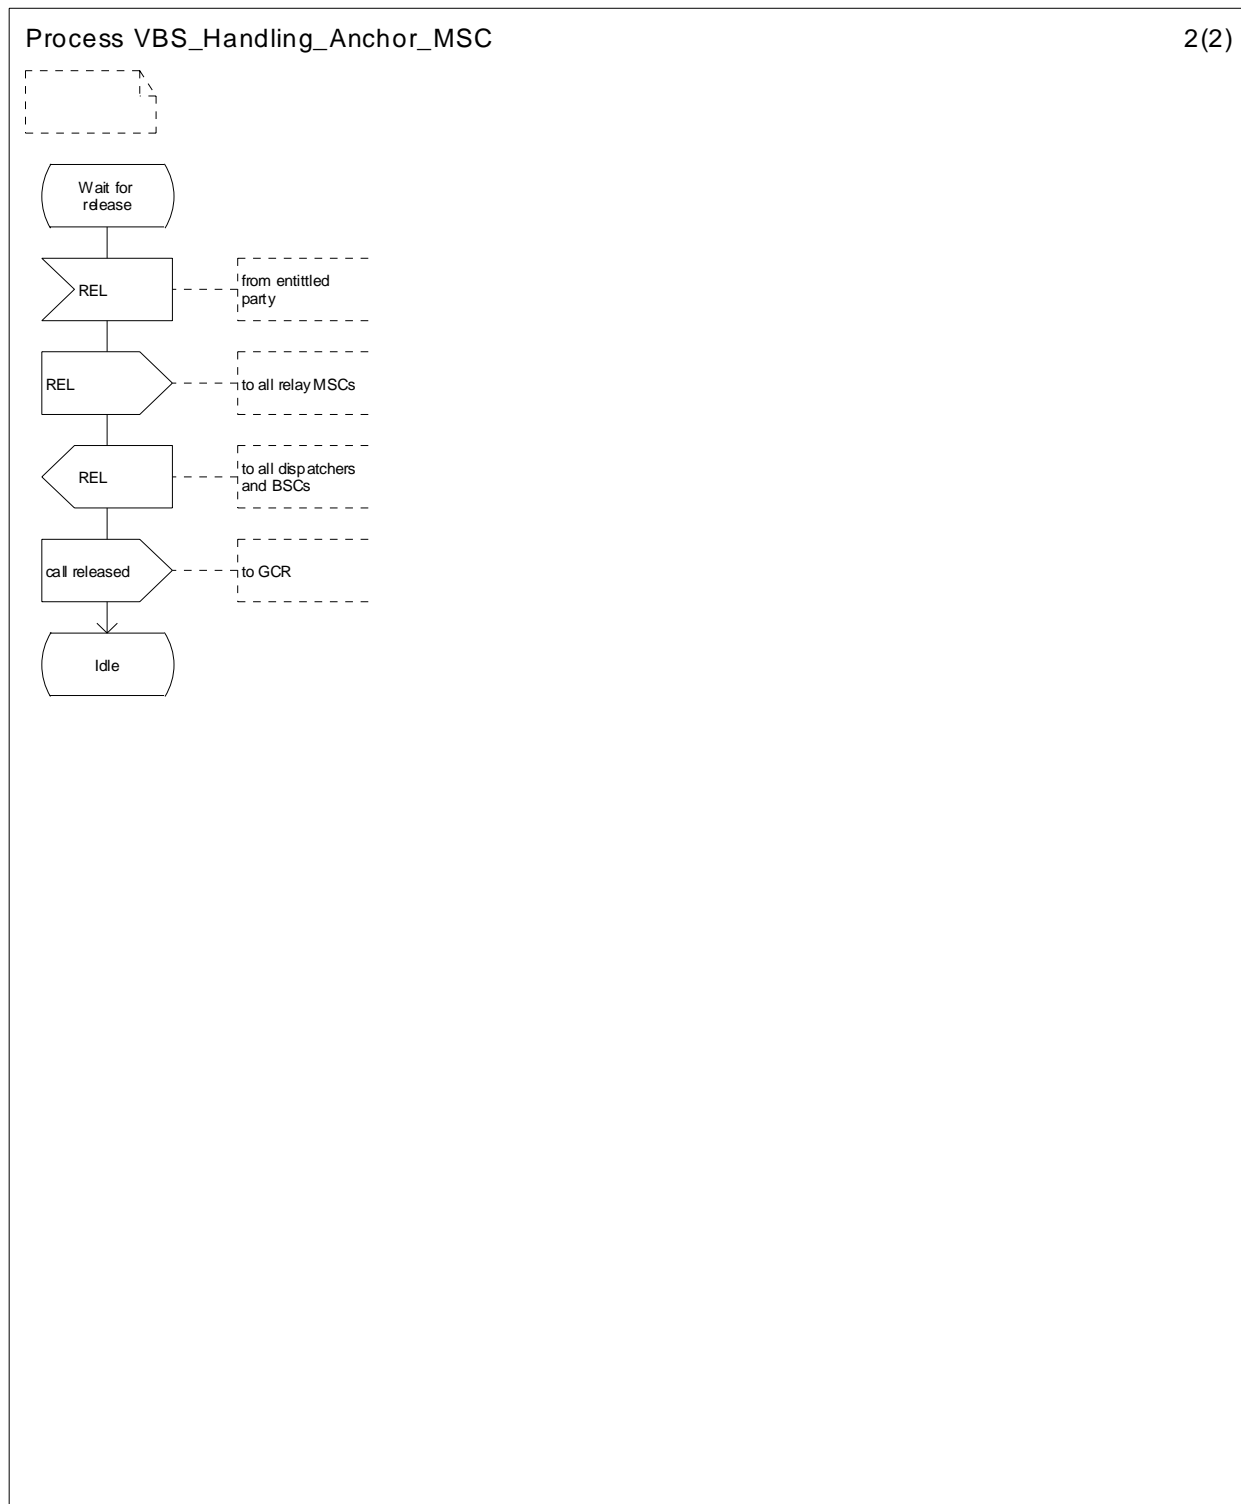 Process VBS_Handling_Anchor_MSC
2(2)
Wait for
release
REL
from entittled
party
REL
to all relay MSCs
REL
to all dispatchers
and BSCs
call released
to GCR
Idle